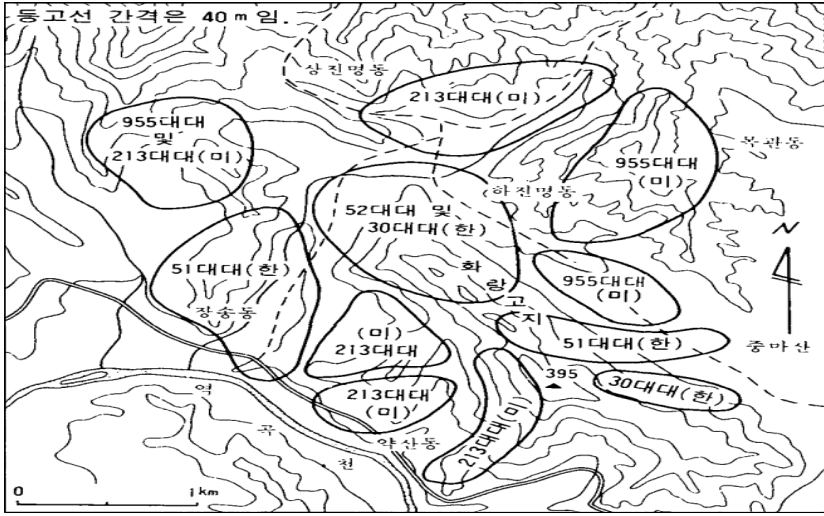 등고선 간격은 40m임.
상진명동
213대대(미)
955대대
및
213대대(미)
복관동
955대대
(미)
하진명동
52대대 및
30대대(한)
N
51대대(한)
화
랑
고
지
955대대
(미)
장송동
(미)
213대대
51대대(한)
중마산
395
30대대(한)
213대대
(미)
213대대(미)
역
곡
천
약산동
0 1km